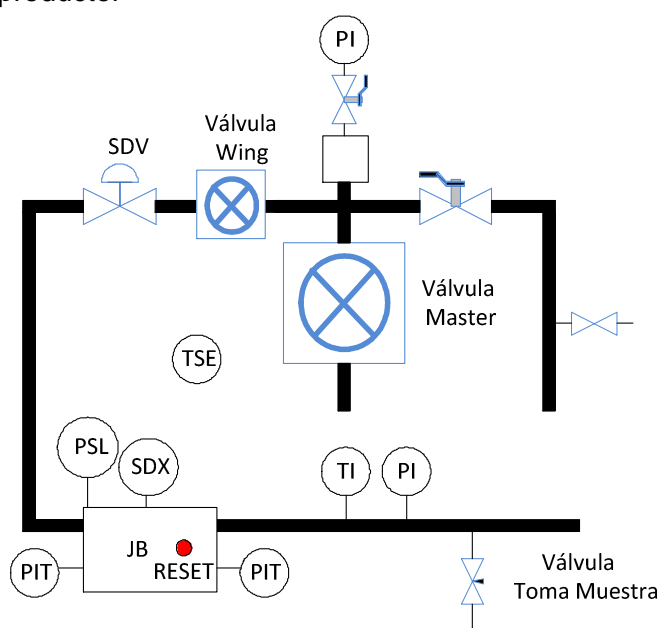 PI
Válvula
Wing
SDV
Válvula
Master
TSE
PSL
SDX
TI
PI
JB
RESET
PIT
PIT
Válvula
Toma Muestra